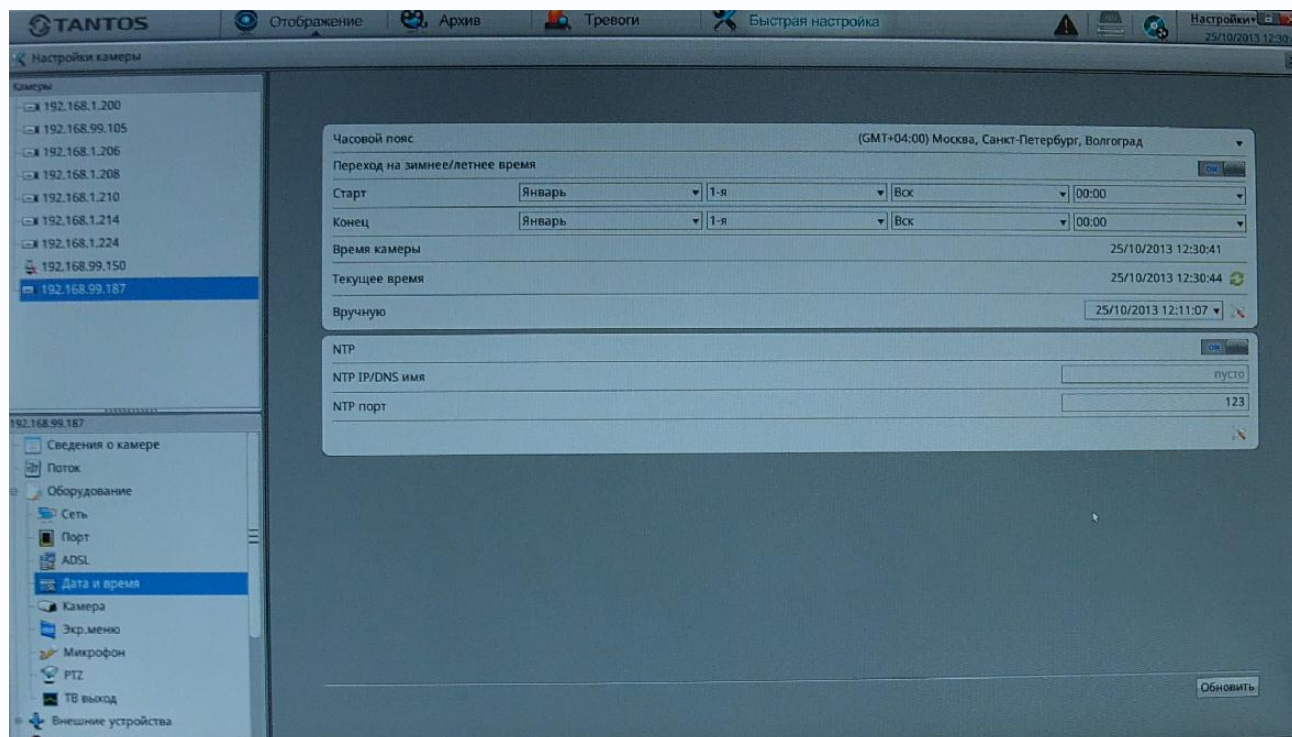 TANTOS
Отображение
Архив
Тревоги
Быстрая настройка
Настройки
25/10/2013 12:30:
Настройки камеры
Камеры
192.168.1.200
192.168.99.105
192.168.1.206
192.168.1.208
192.168.1.210
192.168.1.214
192.168.1.224
192.168.99.150
192.168.99.187
Часовой пояс (GMT+04:00) Москва, Санкт-Петербург, Волгоград
Переход на зимнее/летнее время ON
Старт Январь 1-я Вск 00:00
Конец Январь 1-я Вск 00:00
Время камеры 25/10/2013 12:30:41
Текущее время 25/10/2013 12:30:44
Вручную 25/10/2013 12:11:07
NTP ON
NTP IP/DNS имя пусто
NTP порт 123
192.168.99.187
Сведения о камере
Поток
Оборудование
Сеть
Порт
ADSL
Дата и время
Камера
Экр.меню
Микрофон
PTZ
ТВ выход
Внешние устройства
Обновить